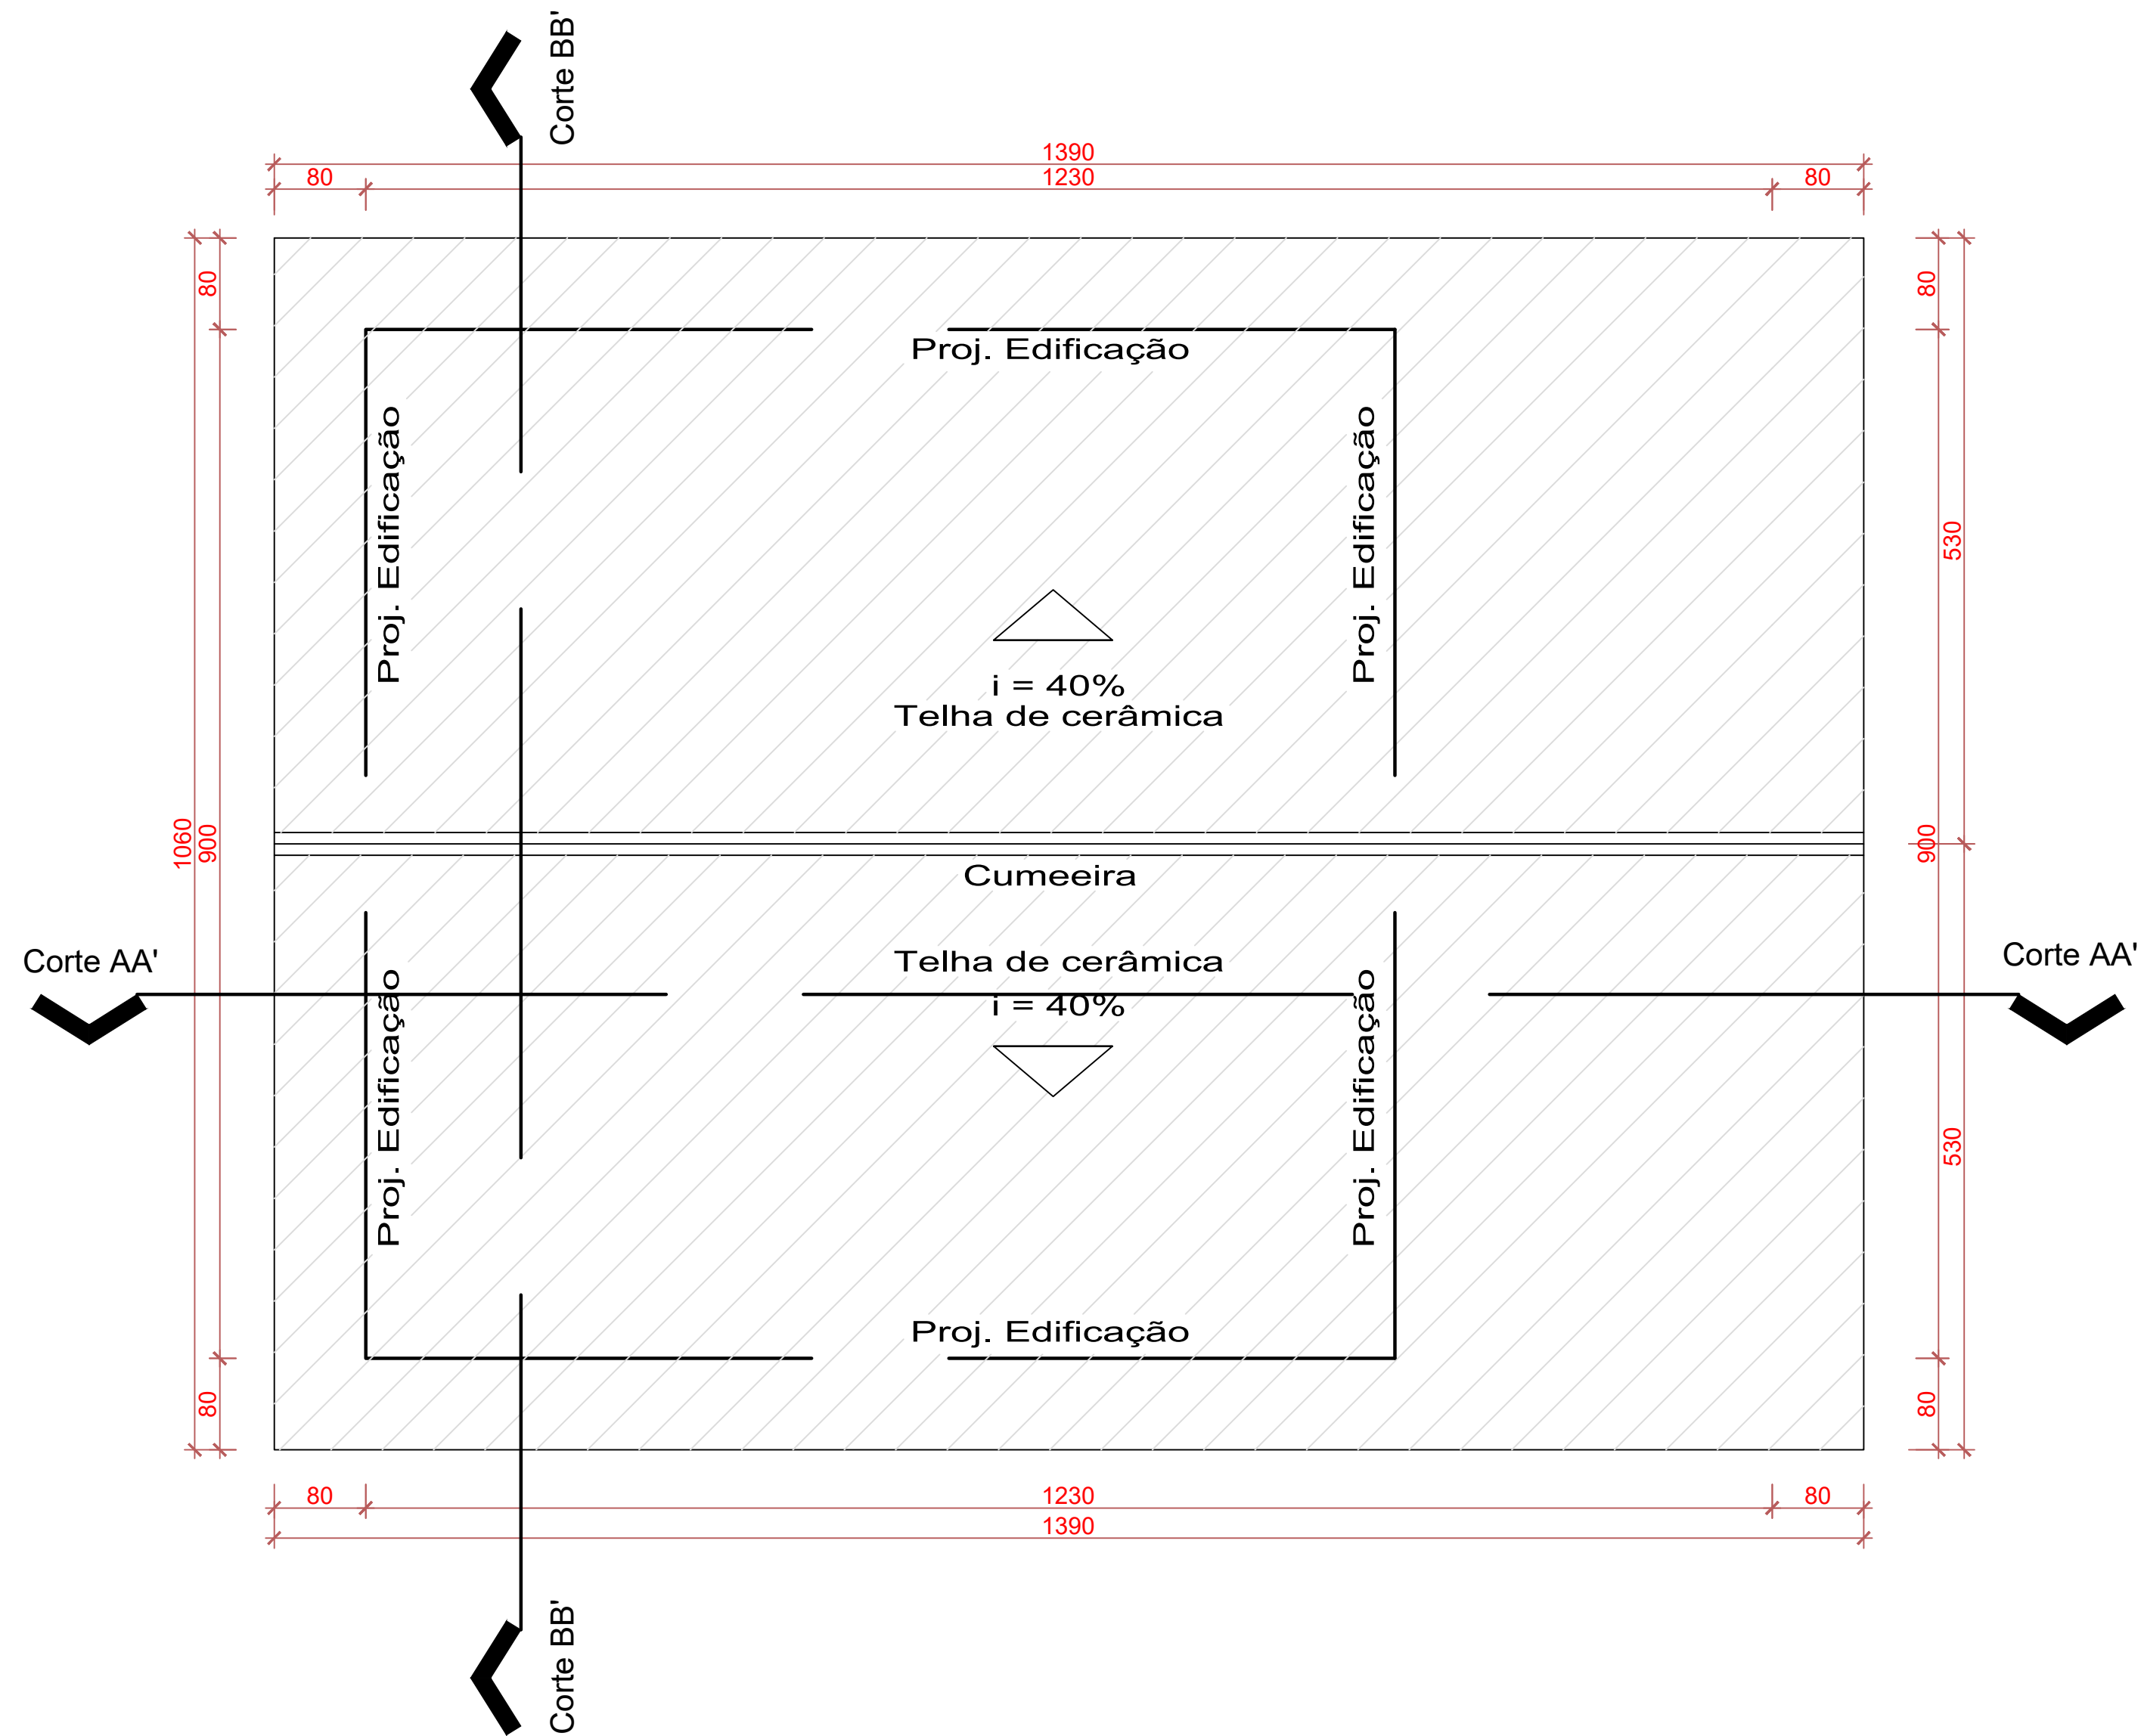 Corte BB'
1390
80
1230
80
80
80
Proj. Edificação
Proj. Edificação
Proj. Edificação
530
i = 40%
Telha de cerâmica
1060
900
900
Cumeeira
Corte AA'
Telha de cerâmica
Corte AA'
i = 40%
Proj. Edificação
Proj. Edificação
530
Proj. Edificação
80
80
80
1230
80
1390
Corte BB'